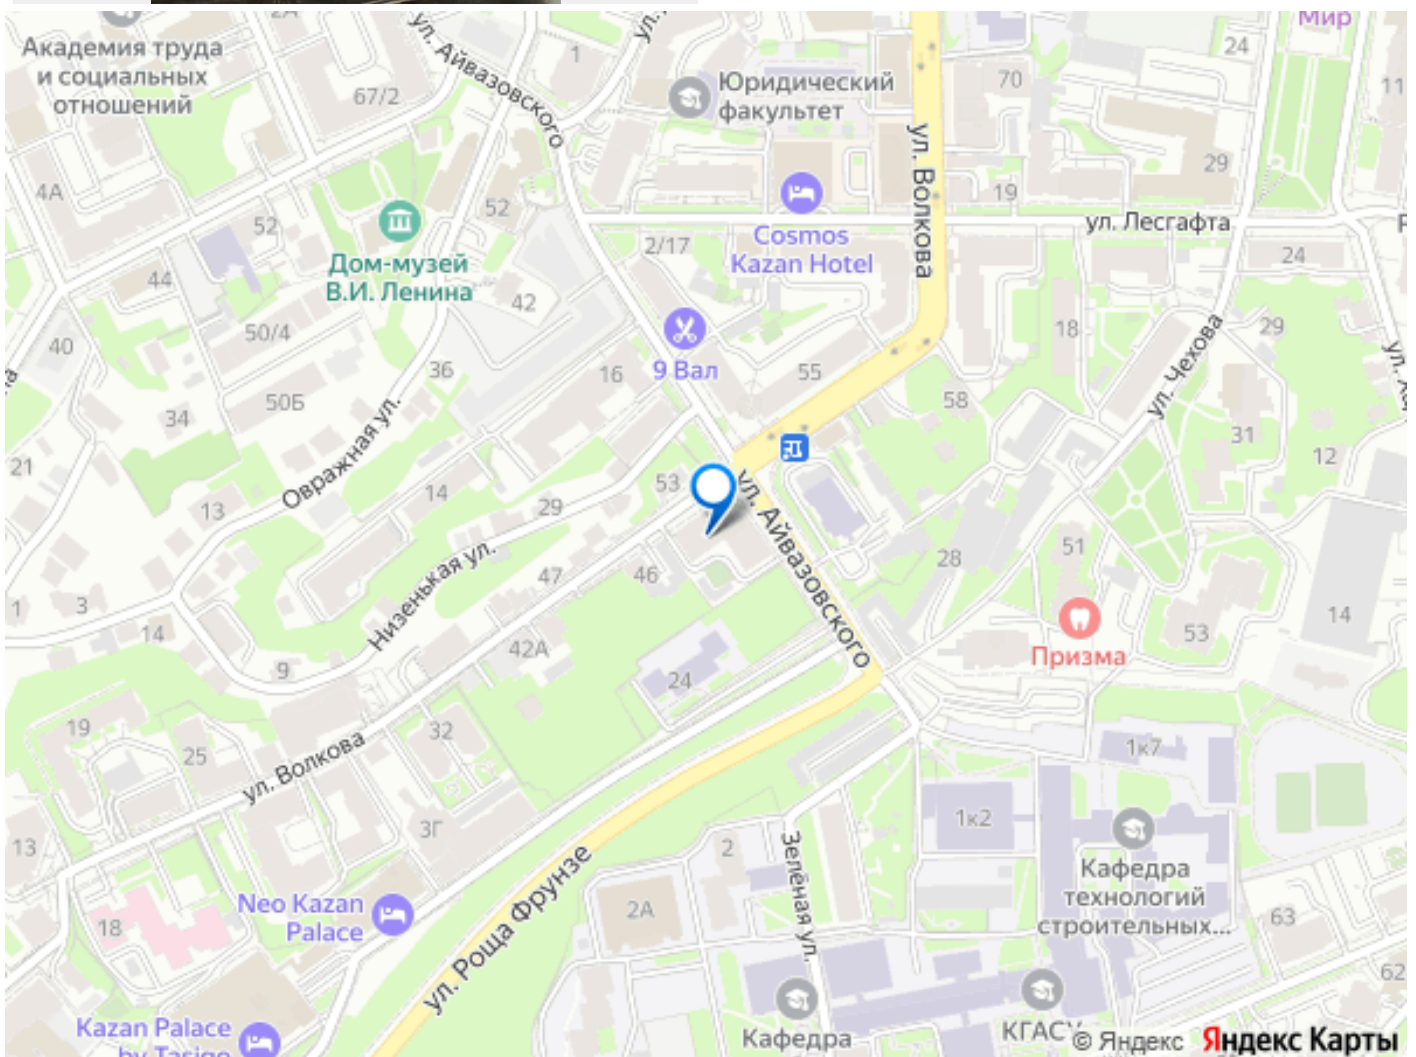 Академия труда
и социальных
отношений
2А
ул. Айвазовского
1
67/2
Юридический
факультет
ул. Волкова
70
24
Мир
11
29
19
4А
52
52
Cosmos
Kazan Hotel
2/17
ул. Лесгафта
24
Дом-музей
В.И. Ленина
44
42
50/4
40
36
16
9 Вал
55
18
29
ул. Чехова
50Б
34
58
31
12
21
Овражная ул.
13
14
53
29
ул. Айвазовского
28
51
47
46
1
3
14
Низенькая ул.
42А
9
24
Призма
53
14
19
25
32
ул. Волкова
1к7
3Г
13
1к2
2
Кафедра
технологий
строительных...
Зелёная ул.
Neo Kazan
Palace
18
ул. Роща Фрунзе
2А
63
62
Kazan Palace
by Tasigo
Кафедра
КГАСУ
© Яндекс Яндекс Карты